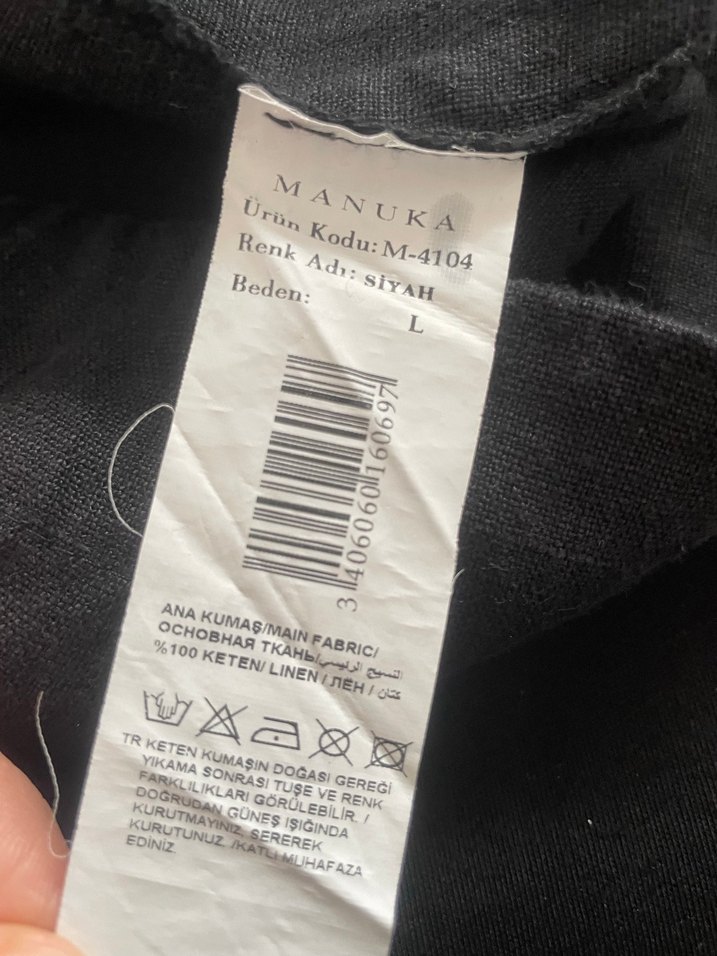 MANUKA
Ürün Kodu: M-4104
Renk Adı: SİYAH
Beden: L
3 406060 160697
ANA KUMAŞ/MAIN FABRIC/
ОСНОВНАЯ ТКАНЬ/النسيج الرئيسي/
%100 KETEN/ LINEN / ЛЁН / كتان
TR KETEN KUMAŞIN DOĞASI GEREĞİ
YIKAMA SONRASI TUŞE VE RENK
FARKLILIKLARI GÖRÜLEBİLİR. /
DOĞRUDAN GÜNEŞ IŞIĞINDA
KURUTMAYINIZ, SEREREK
KURUTUNUZ. /KATLI MUHAFAZA
EDİNİZ.